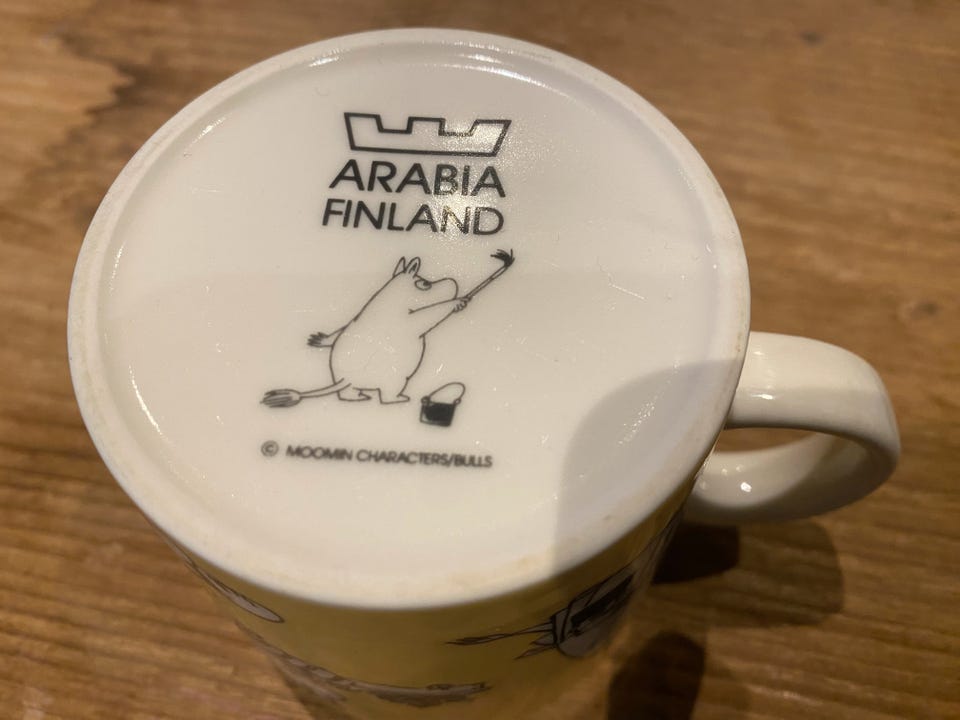 ARABIA
FINLAND
© MOOMIN CHARACTERS/BULLS